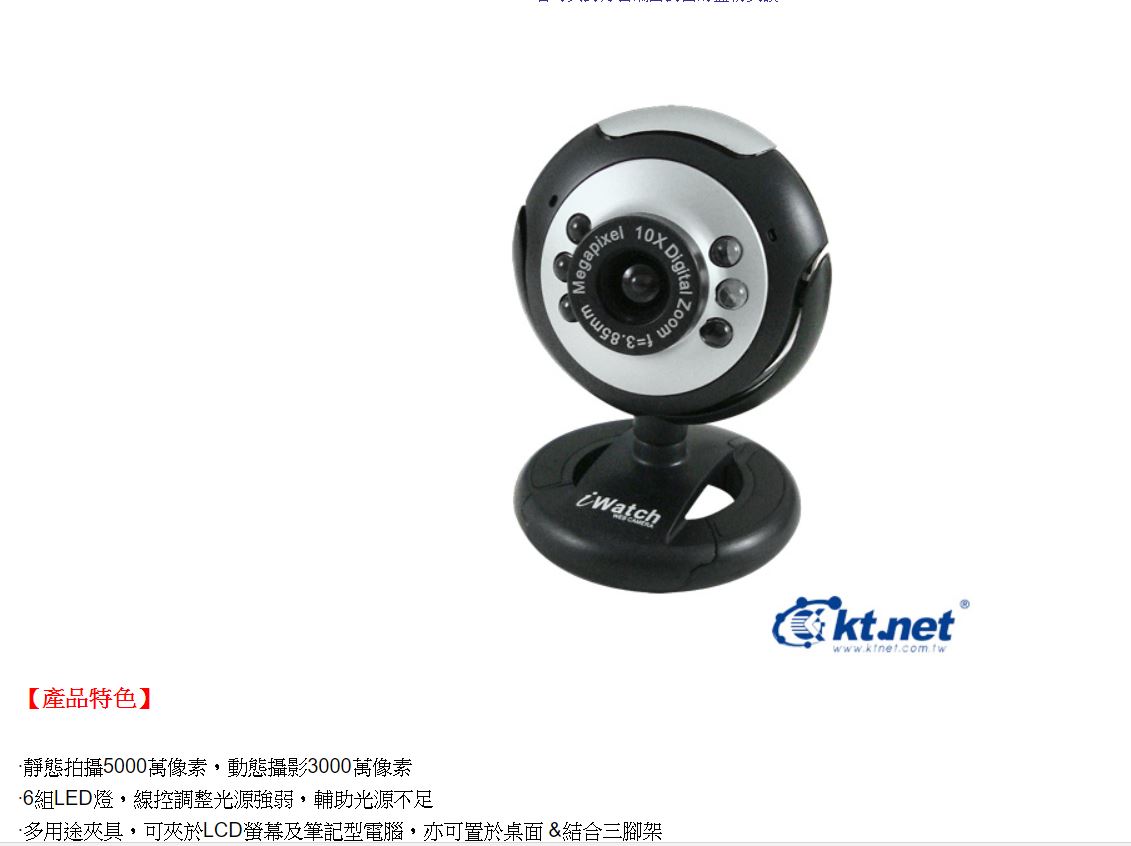 Megapixel 10X Digital Zoom f=3.85mm
iWatch
WEB CAMERA
kt.net®
www.ktnet.com.tw
【產品特色】
·靜態拍攝5000萬像素，動態攝影3000萬像素
·6組LED燈，線控調整光源強弱，輔助光源不足
·多用途夾具，可夾於LCD螢幕及筆記型電腦，亦可置於桌面 &結合三腳架